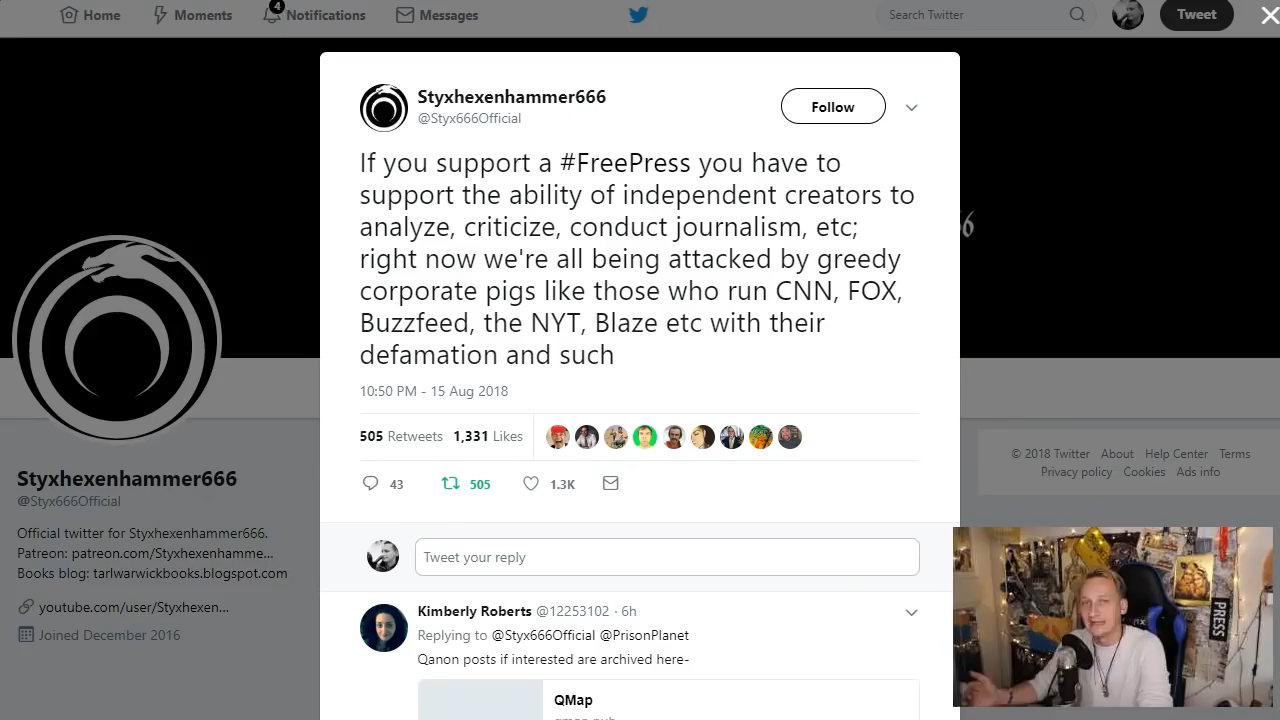 Home
Moments
4
Notifications
Messages
Search Twitter
Tweet
Styxhexenhammer666
@Styx666Official
Follow
If you support a #FreePress you have to
support the ability of independent creators to
analyze, criticize, conduct journalism, etc;
right now we're all being attacked by greedy
corporate pigs like those who run CNN, FOX,
Buzzfeed, the NYT, Blaze etc with their
defamation and such
10:50 PM - 15 Aug 2018
505 Retweets 1,331 Likes
43 505 1.3K
Tweet your reply
Kimberly Roberts @12253102 · 6h
Replying to @Styx666Official @PrisonPlanet
Qanon posts if interested are archived here-
QMap
Styxhexenhammer666
@Styx666Official
Official twitter for Styxhexenhammer666.
Patreon: patreon.com/Styxhexenhamme...
Books blog: tarlwarwickbooks.blogspot.com
youtube.com/user/Styxhexen...
Joined December 2016
© 2018 Twitter About Help Center Terms
Privacy policy Cookies Ads info
PRESS